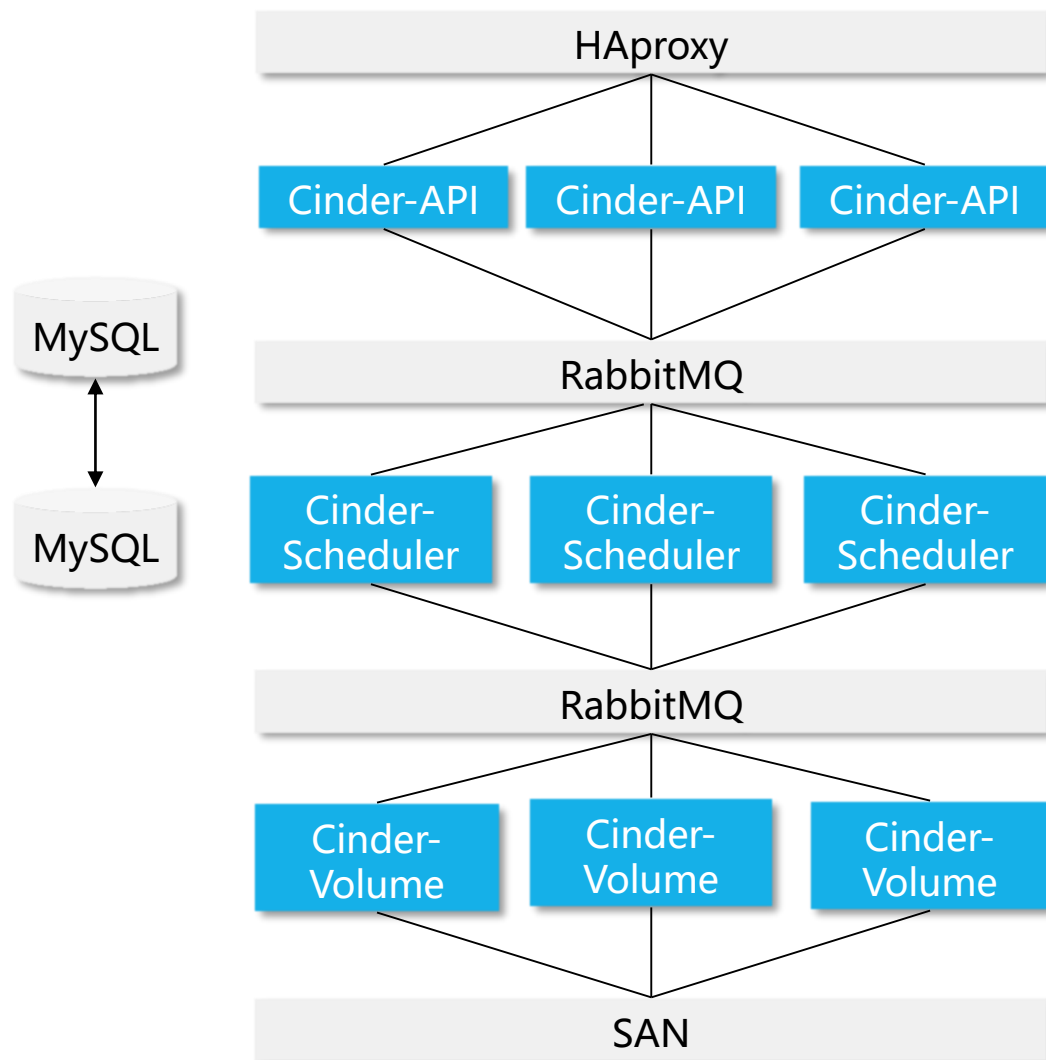 HAproxy
Cinder-API
Cinder-API
Cinder-API
MySQL
MySQL
RabbitMQ
Cinder-
Scheduler
Cinder-
Scheduler
Cinder-
Scheduler
RabbitMQ
Cinder-
Volume
Cinder-
Volume
Cinder-
Volume
SAN